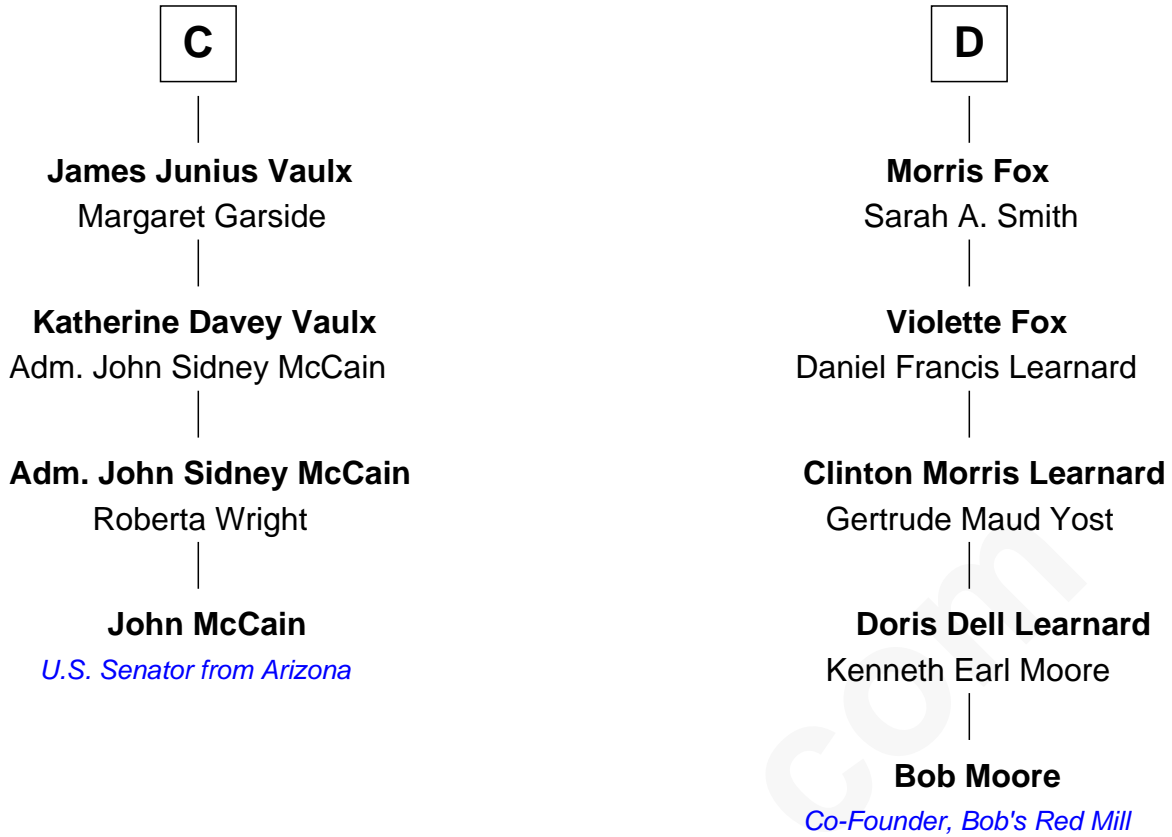 C
James Junius Vaulx
Margaret Garside
Katherine Davey Vaulx
Adm. John Sidney McCain
Adm. John Sidney McCain
Roberta Wright
John McCain
U.S. Senator from Arizona
D
Morris Fox
Sarah A. Smith
Violette Fox
Daniel Francis Learnard
Clinton Morris Learnard
Gertrude Maud Yost
Doris Dell Learnard
Kenneth Earl Moore
Bob Moore
Co-Founder, Bob's Red Mill
com